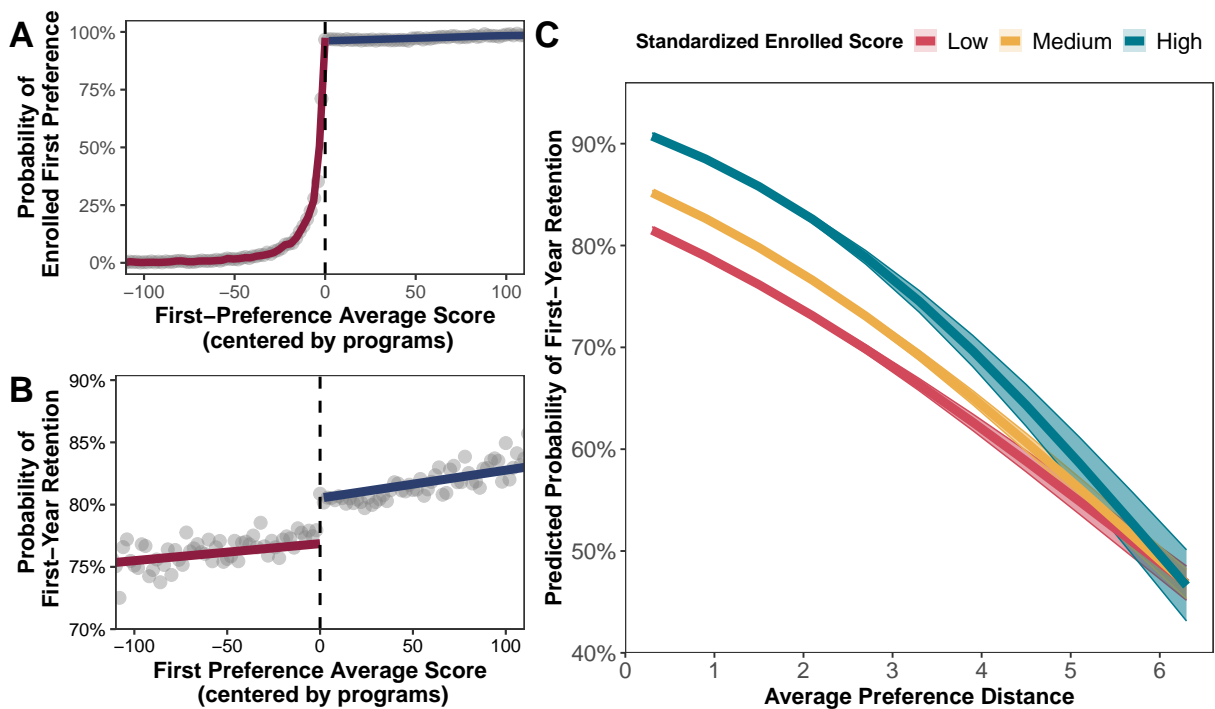 A
Probability of
Enrolled First Preference
100%
75%
50%
25%
0%
−100
−50
0
50
100
First−Preference Average Score
(centered by programs)
B
Probability of
First−Year Retention
90%
85%
80%
75%
70%
−100
−50
0
50
100
First Preference Average Score
(centered by programs)
C
Standardized Enrolled Score
Low
Medium
High
Predicted Probability of First−Year Retention
90%
80%
70%
60%
50%
40%
0
1
2
3
4
5
6
Average Preference Distance